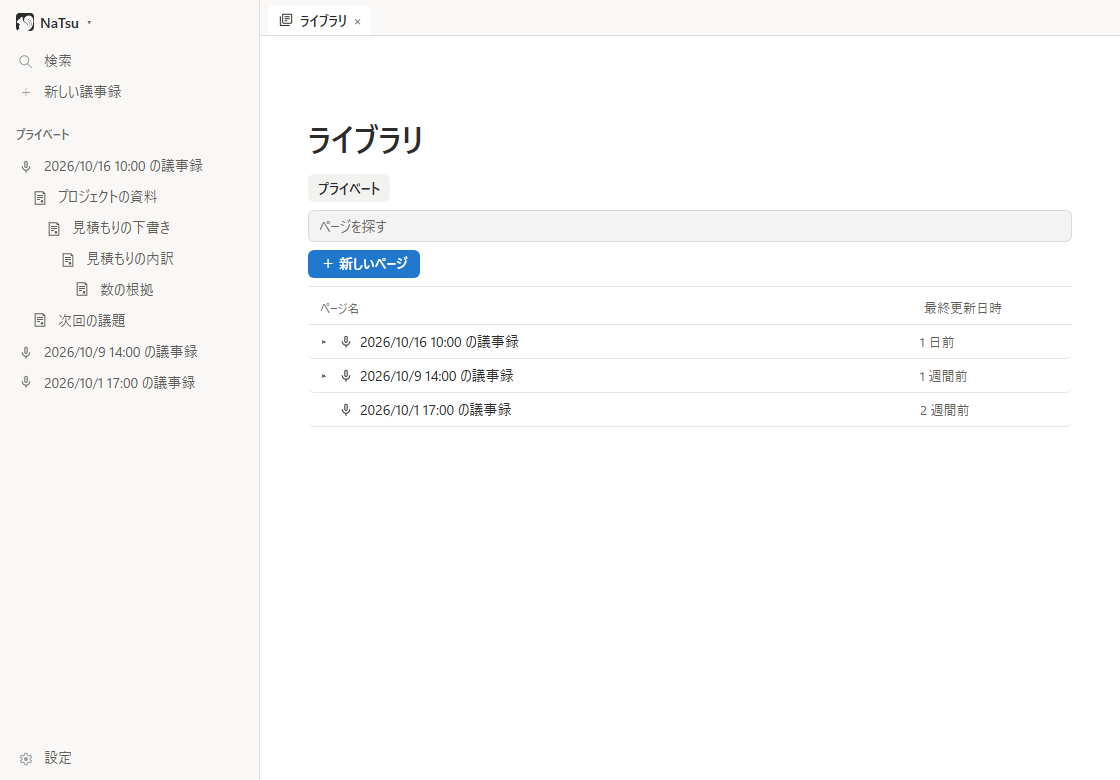 NaTsu
検索
新しい議事録
プライベート
2026/10/16 10:00 の議事録
プロジェクトの資料
見積もりの下書き
見積もりの内訳
数の根拠
次回の議題
2026/10/9 14:00 の議事録
2026/10/1 17:00 の議事録
設定
ライブラリ ×
ライブラリ
プライベート
ページを探す
+ 新しいページ
ページ名 最終更新日時
2026/10/16 10:00 の議事録 1 日前
2026/10/9 14:00 の議事録 1 週間前
2026/10/1 17:00 の議事録 2 週間前